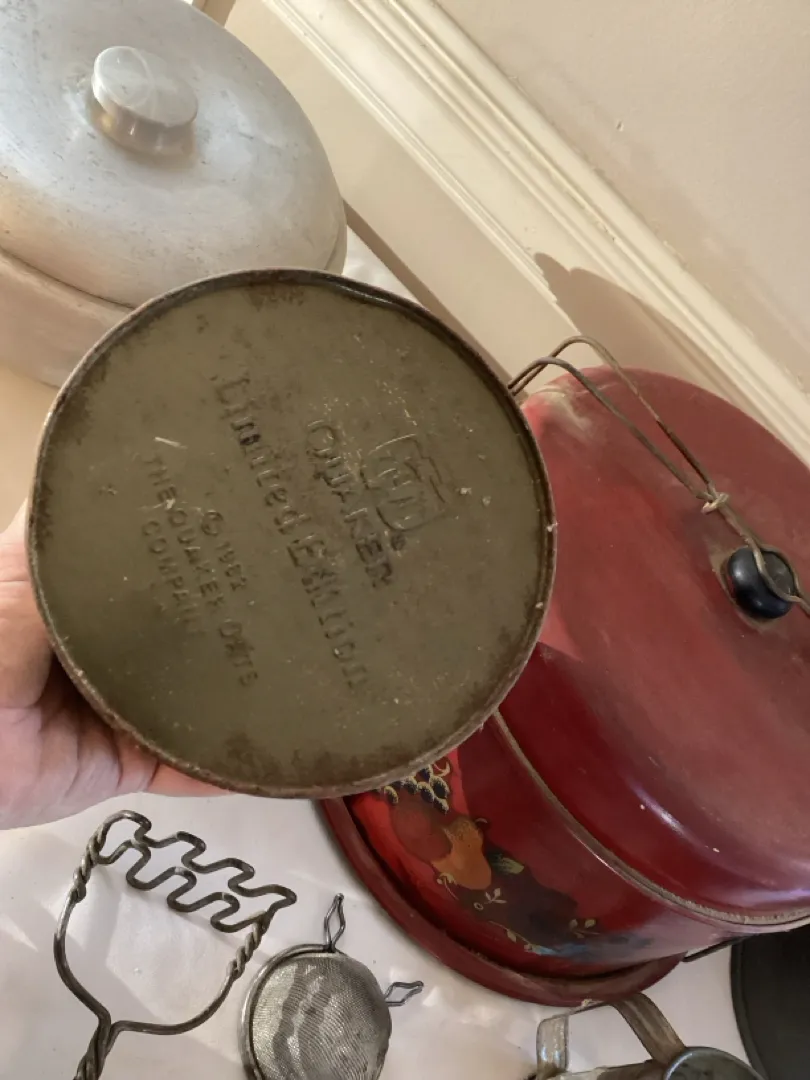 QUAKER®
Limited Edition
© 1982
THE QUAKER OATS
COMPANY